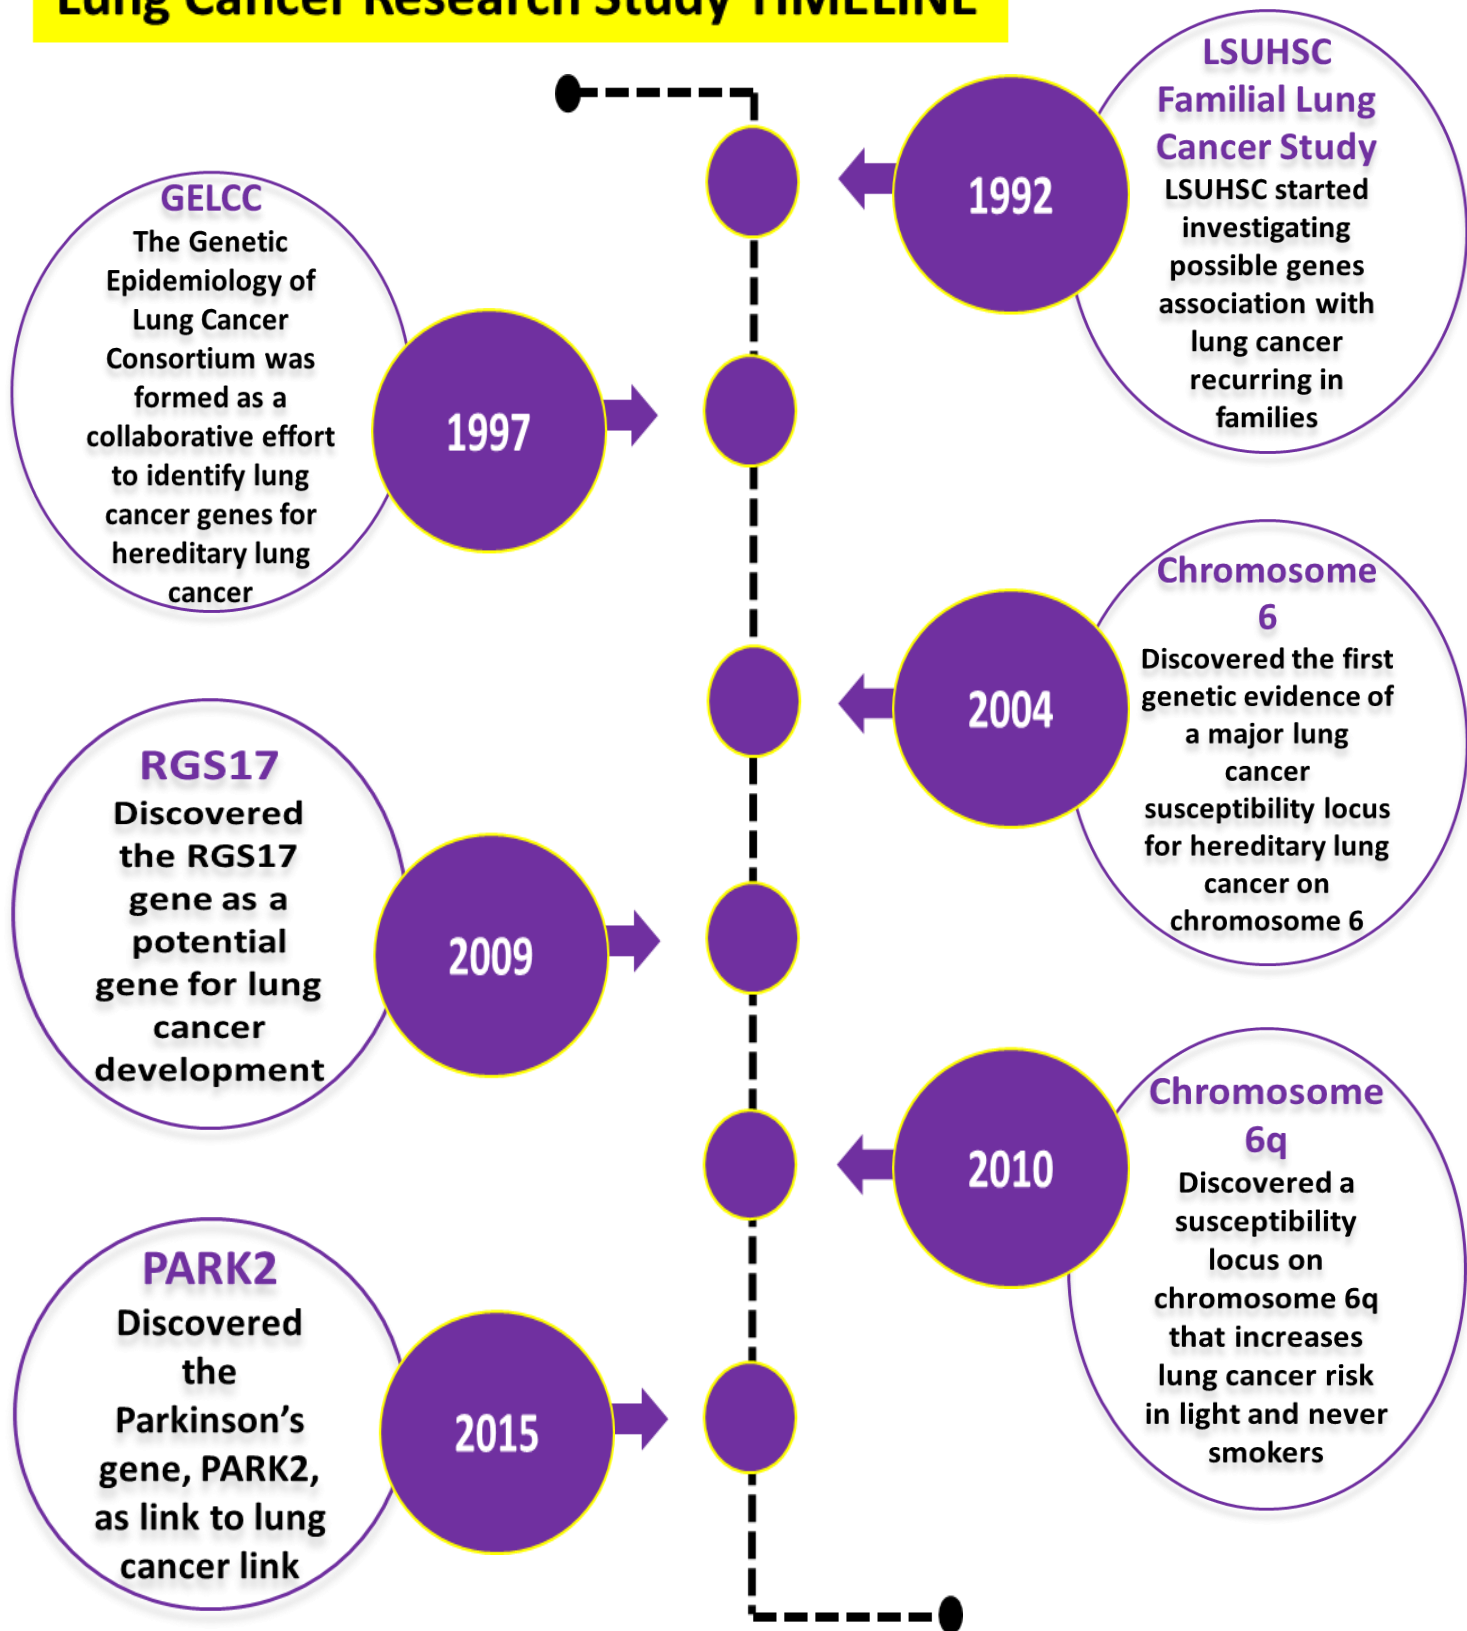 Lung Cancer Research Study TIMELINE
LSUHSC
Familial Lung
Cancer Study
LSUHSC started
investigating
possible genes
association with
lung cancer
recurring in
families
1992
GELCC
The Genetic
Epidemiology of
Lung Cancer
Consortium was
formed as a
collaborative effort
to identify lung
cancer genes for
hereditary lung
cancer
1997
Chromosome
6
Discovered the first
genetic evidence of
a major lung
cancer
susceptibility locus
for hereditary lung
cancer on
chromosome 6
2004
RGS17
Discovered
the RGS17
gene as a
potential
gene for lung
cancer
development
2009
Chromosome
6q
Discovered a
susceptibility
locus on
chromosome 6q
that increases
lung cancer risk
in light and never
smokers
2010
PARK2
Discovered
the
Parkinson’s
gene, PARK2,
as link to lung
cancer link
2015